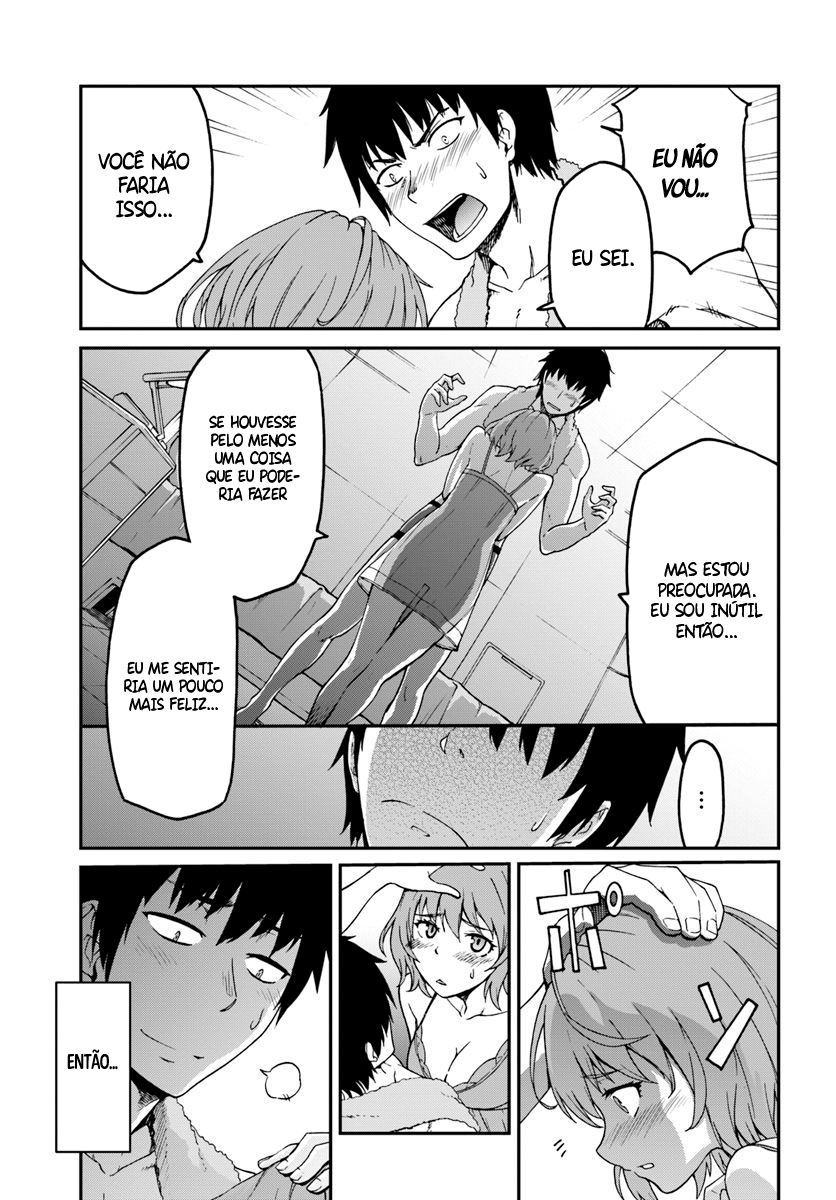 EU NÃO
VOU...
EU SEI.
VOCÊ NÃO
FARIA
ISSO...
MAS ESTOU
PREOCUPADA.
EU SOU INÚTIL
ENTÃO...
SE HOUVESSE
PELO MENOS
UMA COISA
QUE EU PODE-
RIA FAZER
EU ME SENTI-
RIA UM POUCO
MAIS FELIZ...
...
ポン
ENTÃO...